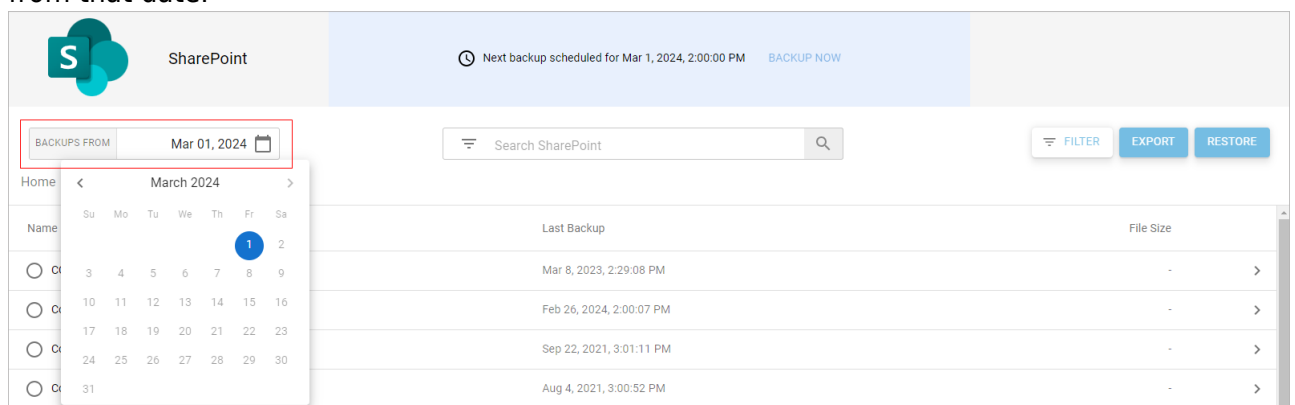 from that date.
S
SharePoint
Next backup scheduled for Mar 1, 2024, 2:00:00 PM BACKUP NOW
BACKUPS FROM Mar 01, 2024
Search SharePoint
FILTER EXPORT RESTORE
Home
March 2024
Su Mo Tu We Th Fr Sa
1 2
3 4 5 6 7 8 9
10 11 12 13 14 15 16
17 18 19 20 21 22 23
24 25 26 27 28 29 30
31
Name Last Backup File Size
Mar 8, 2023, 2:29:08 PM -
Feb 26, 2024, 2:00:07 PM -
Sep 22, 2021, 3:01:11 PM -
Aug 4, 2021, 3:00:52 PM -